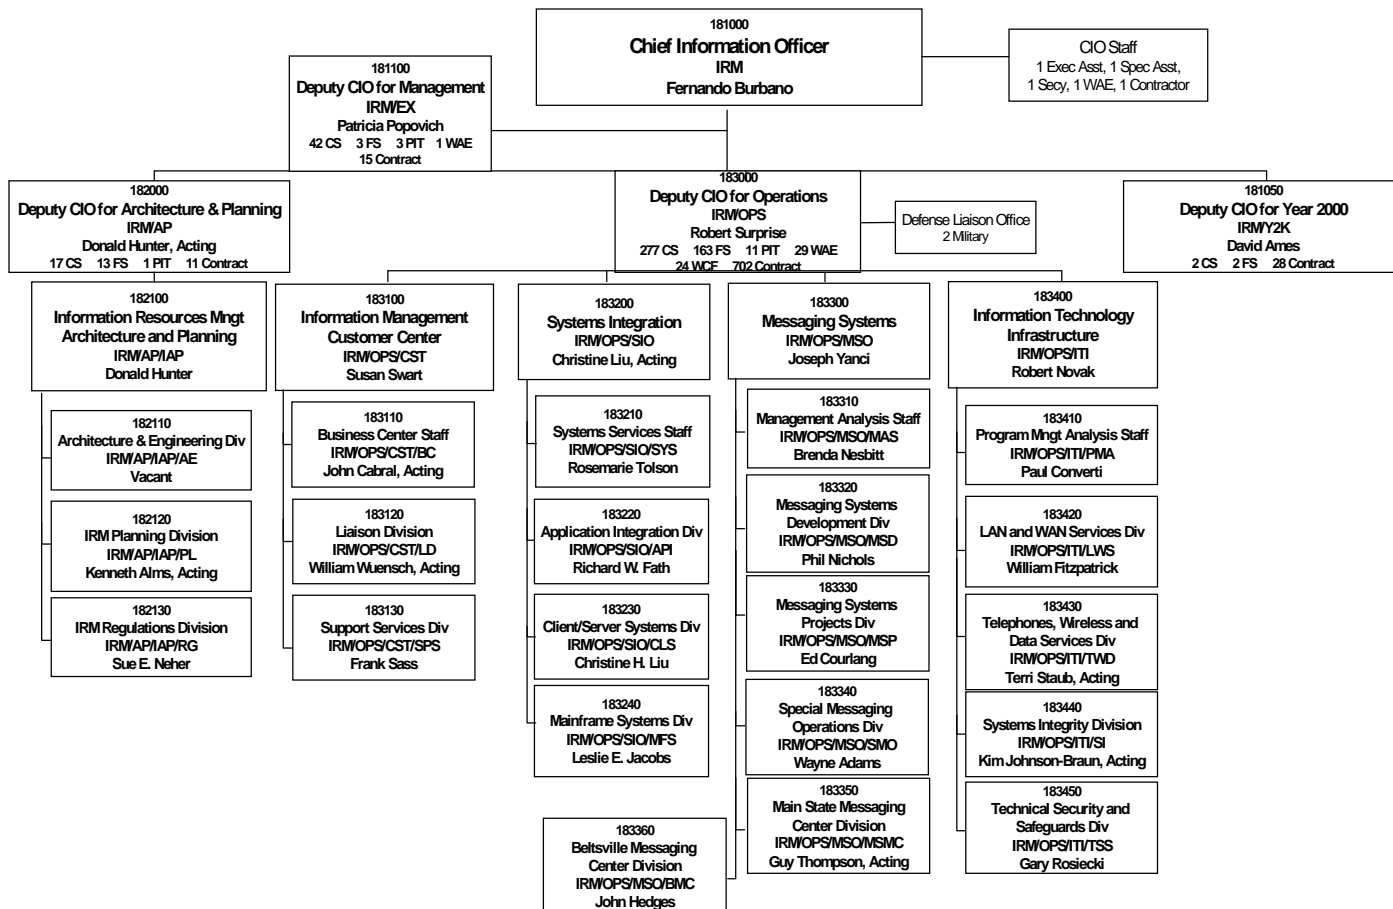 181000
Chief Information Officer
IRM
Fernando Burbano
CIO Staff
1 Exec Asst, 1 Spec Asst,
1 Secy, 1 WAE, 1 Contractor
181100
Deputy CIO for Management
IRM/EX
Patricia Popovich
42 CS 3 FS 3 PIT 1 WAE
15 Contract
182000
Deputy CIO for Architecture & Planning
IRM/AP
Donald Hunter, Acting
17 CS 13 FS 1 PIT 11 Contract
183000
Deputy CIO for Operations
IRM/OPS
Robert Surprise
277 CS 163 FS 11 PIT 29 WAE
24 WCF 702 Contract
Defense Liaison Office
2 Military
181050
Deputy CIO for Year 2000
IRM/Y2K
David Ames
2 CS 2 FS 28 Contract
182100
Information Resources Mngt
Architecture and Planning
IRM/AP/IAP
Donald Hunter
182110
Architecture & Engineering Div
IRM/AP/IAP/AE
Vacant
182120
IRM Planning Division
IRM/AP/IAP/PL
Kenneth Alms, Acting
182130
IRM Regulations Division
IRM/AP/IAP/RG
Sue E. Neher
183100
Information Management
Customer Center
IRM/OPS/CST
Susan Swart
183110
Business Center Staff
IRM/OPS/CST/BC
John Cabral, Acting
183120
Liaison Division
IRM/OPS/CST/LD
William Wuensch, Acting
183130
Support Services Div
IRM/OPS/CST/SPS
Frank Sass
183200
Systems Integration
IRM/OPS/SIO
Christine Liu, Acting
183210
Systems Services Staff
IRM/OPS/SIO/SYS
Rosemarie Tolson
183220
Application Integration Div
IRM/OPS/SIO/API
Richard W. Fath
183230
Client/Server Systems Div
IRM/OPS/SIO/CLS
Christine H. Liu
183240
Mainframe Systems Div
IRM/OPS/SIO/MFS
Leslie E. Jacobs
183300
Messaging Systems
IRM/OPS/MSO
Joseph Yanci
183310
Management Analysis Staff
IRM/OPS/MSO/MAS
Brenda Nesbitt
183320
Messaging Systems
Development Div
IRM/OPS/MSO/MSD
Phil Nichols
183330
Messaging Systems
Projects Div
IRM/OPS/MSO/MSP
Ed Courlang
183340
Special Messaging
Operations Div
IRM/OPS/MSO/SMO
Wayne Adams
183350
Main State Messaging
Center Division
IRM/OPS/MSO/MSMC
Guy Thompson, Acting
183360
Beltsville Messaging
Center Division
IRM/OPS/MSO/BMC
John Hedges
183400
Information Technology
Infrastructure
IRM/OPS/ITI
Robert Novak
183410
Program Mngt Analysis Staff
IRM/OPS/ITI/PMA
Paul Converti
183420
LAN and WAN Services Div
IRM/OPS/ITI/LWS
William Fitzpatrick
183430
Telephones, Wireless and
Data Services Div
IRM/OPS/ITI/TWD
Terri Staub, Acting
183440
Systems Integrity Division
IRM/OPS/ITI/SI
Kim Johnson-Braun, Acting
183450
Technical Security and
Safeguards Div
IRM/OPS/ITI/TSS
Gary Rosiecki